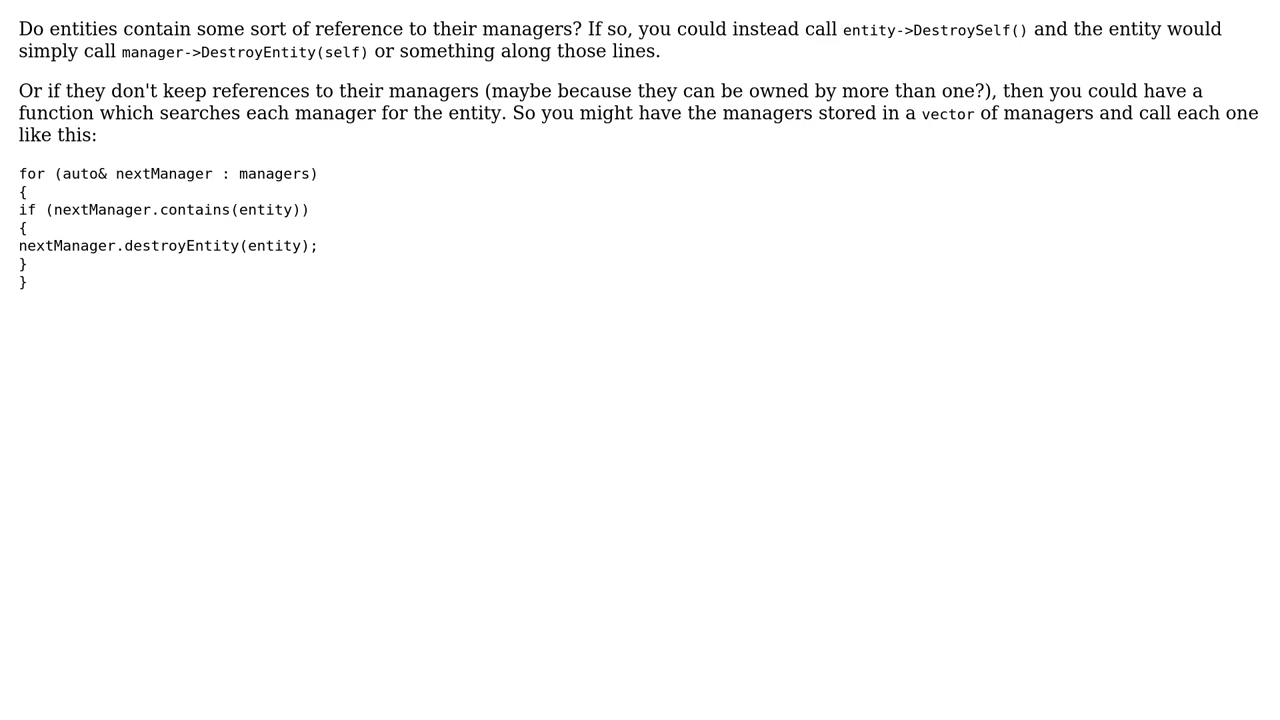 Do entities contain some sort of reference to their managers? If so, you could instead call entity->DestroySelf() and the entity would
simply call manager->DestroyEntity(self) or something along those lines.
Or if they don't keep references to their managers (maybe because they can be owned by more than one?), then you could have a
function which searches each manager for the entity. So you might have the managers stored in a vector of managers and call each one
like this:
for (auto& nextManager : managers)
{
if (nextManager.contains(entity))
{
nextManager.destroyEntity(entity);
}
}